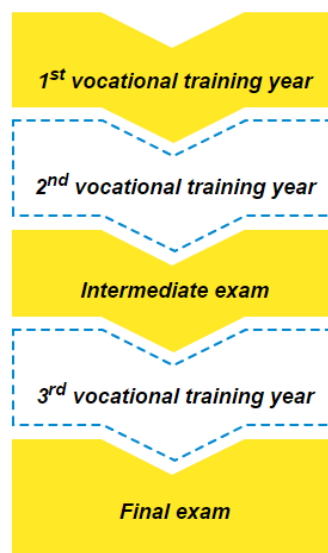 1st vocational training year
2nd vocational training year
Intermediate exam
3rd vocational training year
Final exam